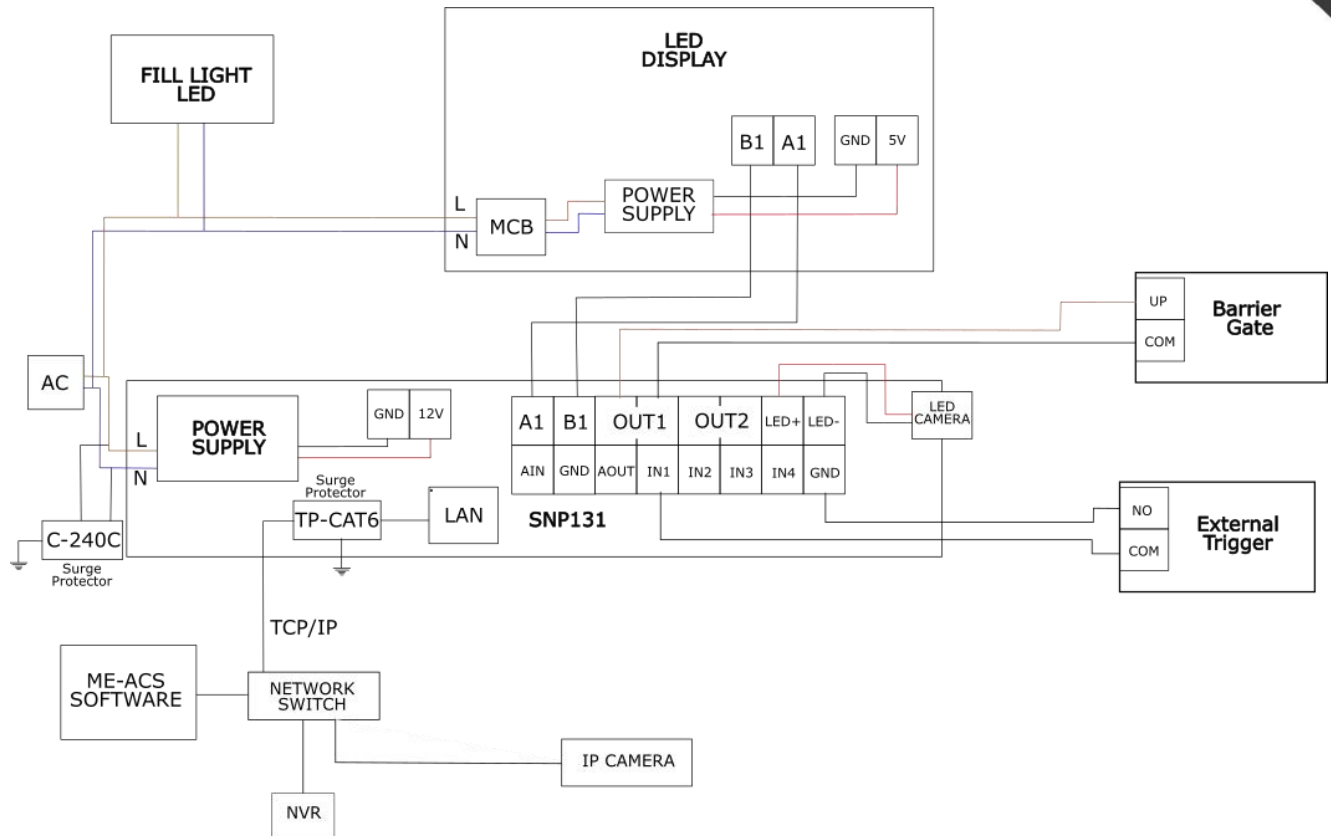 LED
DISPLAY
FILL LIGHT
LED
B1 A1 GND 5V
L
N
MCB
POWER
SUPPLY
UP
COM
Barrier
Gate
AC
L
N
POWER
SUPPLY
GND 12V
A1 B1 OUT1 OUT2 LED+ LED-
AIN GND AOUT IN1 IN2 IN3 IN4 GND
LED
CAMERA
Surge
Protector
TP-CAT6
LAN
SNP131
NO
COM
External
Trigger
C-240C
Surge
Protector
TCP/IP
ME-ACS
SOFTWARE
NETWORK
SWITCH
IP CAMERA
NVR